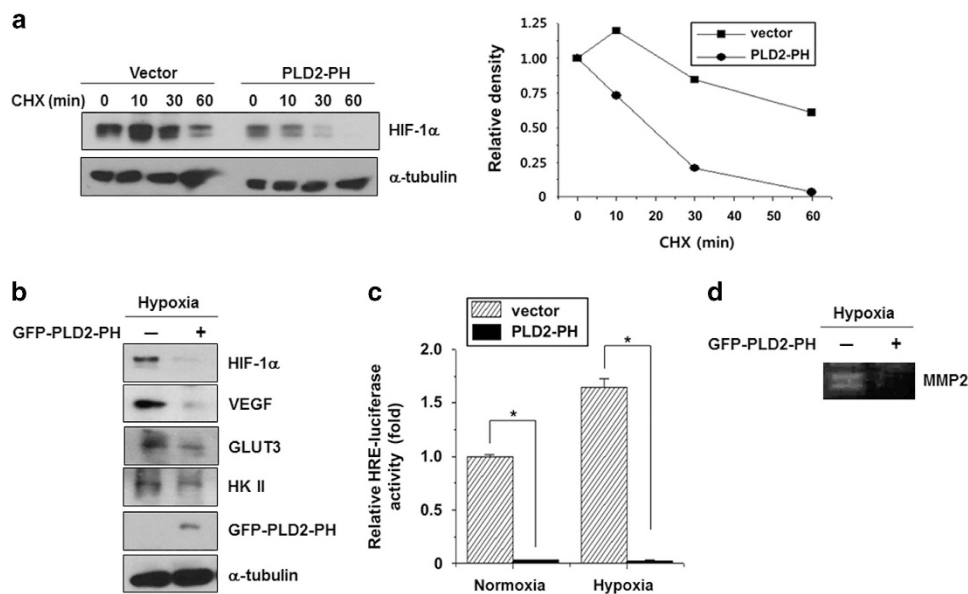 a
Vector PLD2-PH
CHX (min) 0 10 30 60 0 10 30 60
HIF-1α
α-tubulin
1.25
1.00
0.75
0.50
0.25
0
Relative density
vector
PLD2-PH
0 10 20 30 40 50 60
CHX (min)
b
Hypoxia
GFP-PLD2-PH — +
HIF-1α
VEGF
GLUT3
HK II
GFP-PLD2-PH
α-tubulin
c
vector
PLD2-PH
Relative HRE-luciferase
activity (fold)
2.0
1.5
1.0
0.5
0
*
*
Normoxia Hypoxia
d
Hypoxia
GFP-PLD2-PH — +
MMP2